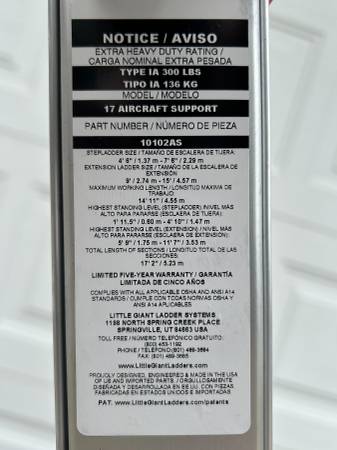 NOTICE / AVISO
EXTRA HEAVY DUTY RATING /
CARGA NOMINAL EXTRA PESADA
TYPE IA 300 LBS
TIPO IA 136 KG
MODEL / MODELO
17 AIRCRAFT SUPPORT
PART NUMBER / NÚMERO DE PIEZA
10102AS
STEPLADDER SIZE / TAMAÑO DE ESCALERA DE TIJERA:
4' 6" / 1.37 m - 7' 6" / 2.29 m
EXTENSION LADDER SIZE / TAMAÑO DE LA ESCALERA DE
EXTENSIÓN:
9' / 2.74 m - 15' / 4.57 m
MAXIMUM WORKING LENGTH / LONGITUD MAXIMA DE
TRABAJO:
14' 11" / 4.55 m
HIGHEST STANDING LEVEL (STEPLADDER) /NIVEL MÁS
ALTO PARA PARARSE (ESCALERA DE TIJERA):
1' 11.5" / 0.60 m - 4' 10" / 1.47 m
HIGHEST STANDING LEVEL (EXTENSION) / NIVEL MÁS
ALTO PARA PARARSE (ESCALERA DE EXTENSIÓN):
5' 9" / 1.75 m - 11' 7" / 3.53 m
TOTAL LENGTH OF SECTIONS / LONGITUD TOTAL DE LAS
SECCIONES:
17' 2" / 5.23 m
LIMITED FIVE-YEAR WARRANTY / GARANTÍA
LIMITADA DE CINCO AÑOS
COMPLIES WITH ALL APPLICABLE OSHA AND ANSI A14
STANDARDS / CUMPLE CON TODAS NORMAS OSHA Y
ANSI A14 APLICABLES
LITTLE GIANT LADDER SYSTEMS
1198 NORTH SPRING CREEK PLACE
SPRINGVILLE, UT 84663 USA
TOLL FREE / NÚMERO TELEFÓNICO GRATUITO:
(800) 453-1192
PHONE / TELÉFONO:(801) 489-3684
FAX: (801) 489-3685
www.LittleGiantLadders.com
PROUDLY DESIGNED, ENGINEERED & MADE IN THE USA
OF US AND IMPORTED PARTS. / ORGULLOSAMENTE
DISEÑADA Y DESARROLLADA EN EE UU. CON PIEZAS
FABRICADAS EN ESTADOS UNIDOS E IMPORTADAS
PAT. www.LittleGiantLadders.com/patents